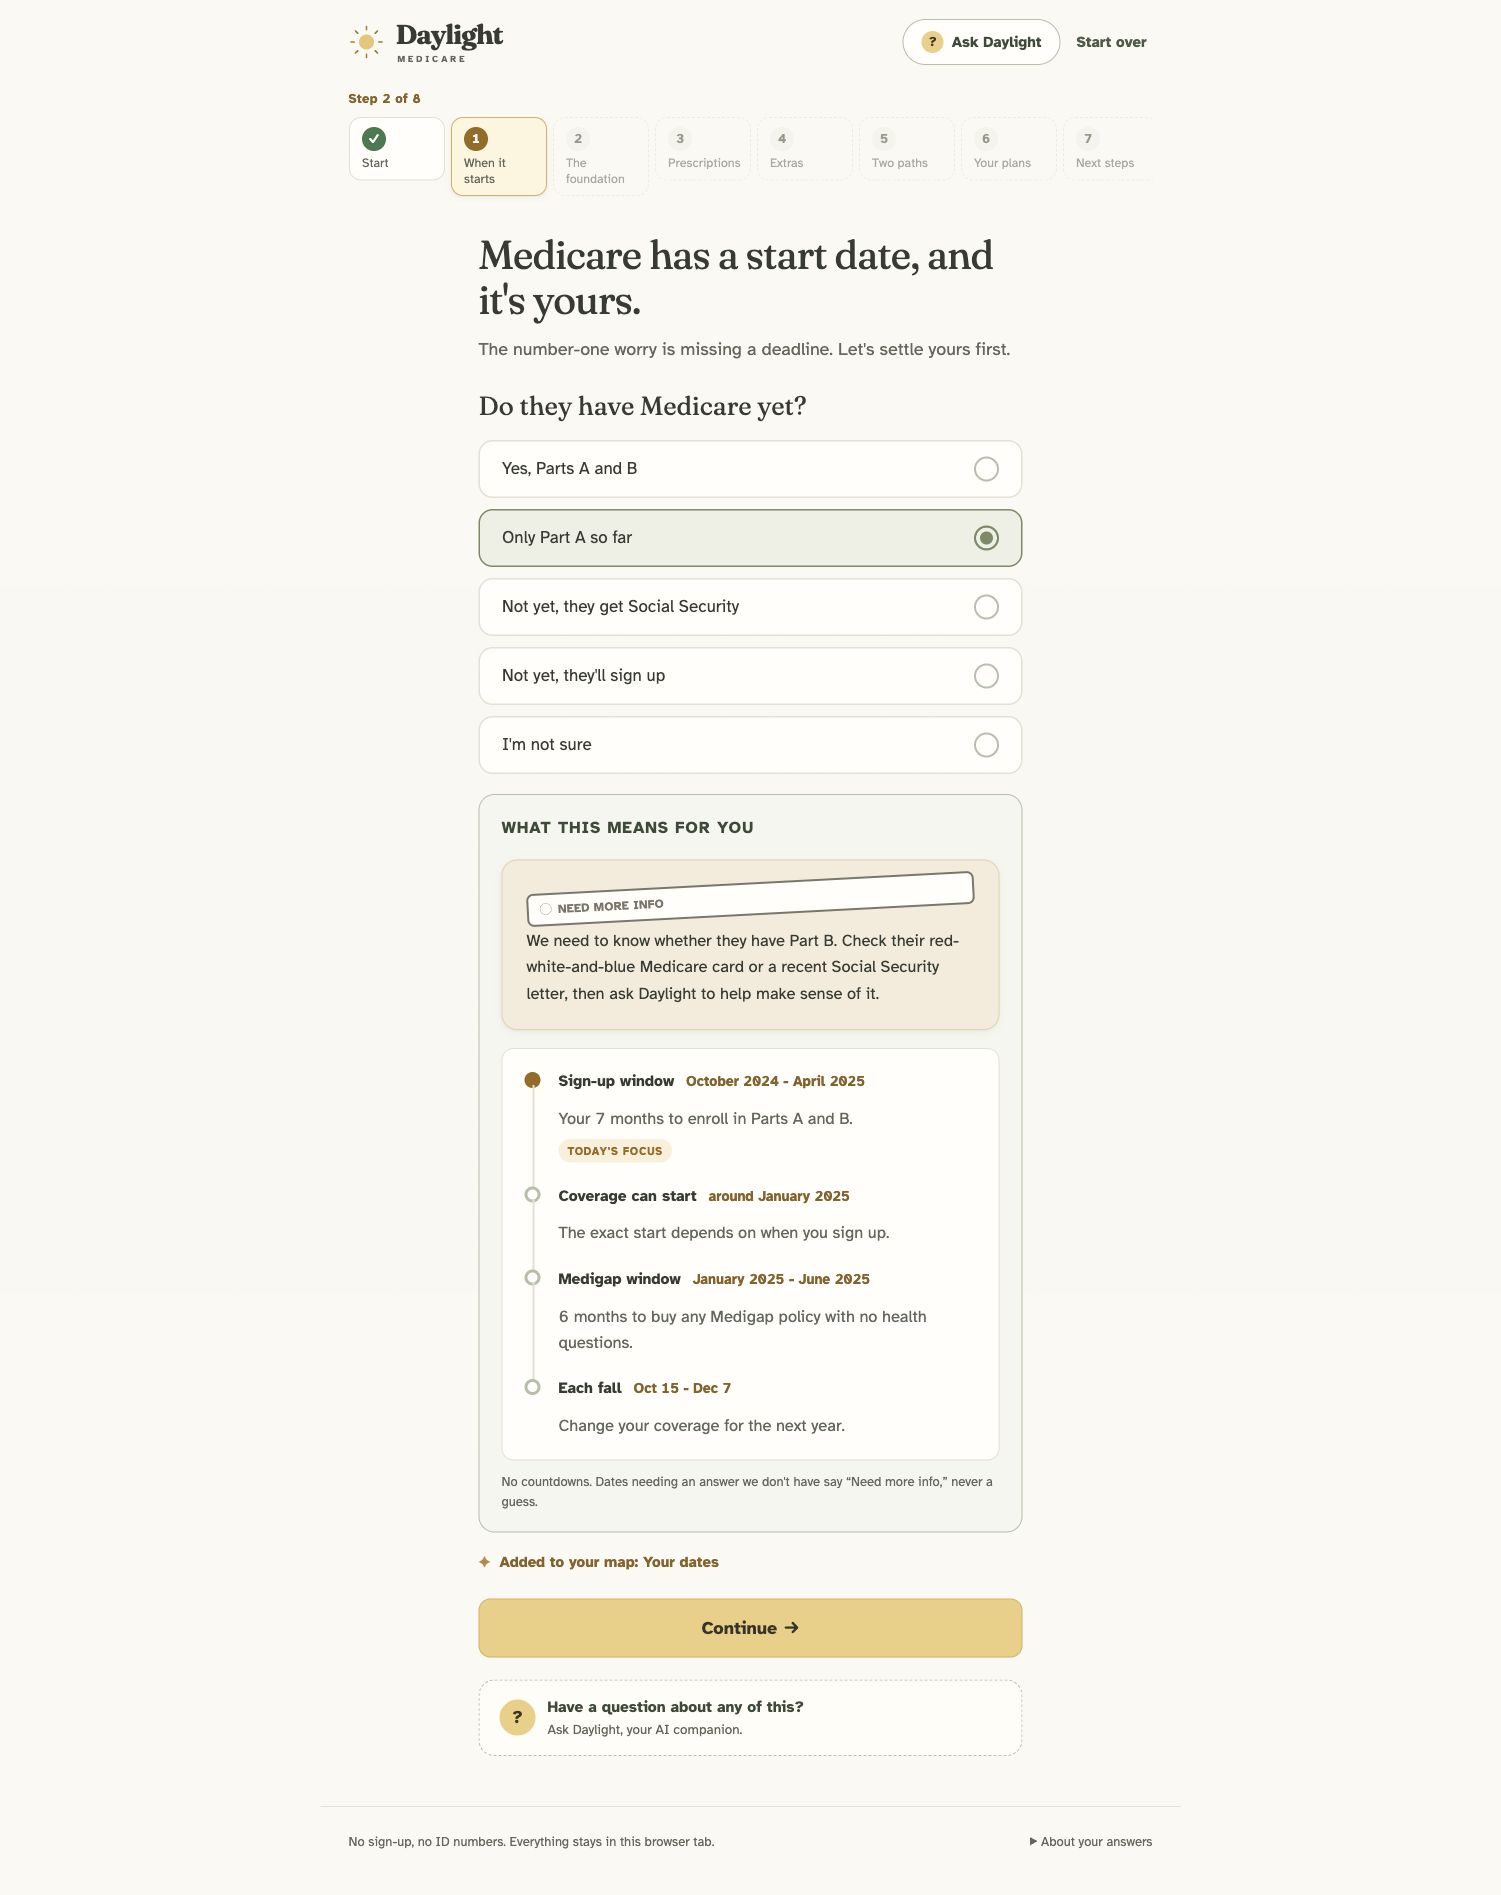 Daylight
MEDICARE
? Ask Daylight
Start over
Step 2 of 8
Start
1
When it
starts
2
The
foundation
3
Prescriptions
4
Extras
5
Two paths
6
Your plans
7
Next steps
Medicare has a start date, and
it's yours.
The number-one worry is missing a deadline. Let's settle yours first.
Do they have Medicare yet?
Yes, Parts A and B
Only Part A so far
Not yet, they get Social Security
Not yet, they'll sign up
I'm not sure
WHAT THIS MEANS FOR YOU
NEED MORE INFO
We need to know whether they have Part B. Check their red-
white-and-blue Medicare card or a recent Social Security
letter, then ask Daylight to help make sense of it.
Sign-up window October 2024 - April 2025
Your 7 months to enroll in Parts A and B.
TODAY'S FOCUS
Coverage can start around January 2025
The exact start depends on when you sign up.
Medigap window January 2025 - June 2025
6 months to buy any Medigap policy with no health
questions.
Each fall Oct 15 - Dec 7
Change your coverage for the next year.
No countdowns. Dates needing an answer we don't have say “Need more info,” never a
guess.
✦ Added to your map: Your dates
Continue →
?
Have a question about any of this?
Ask Daylight, your AI companion.
No sign-up, no ID numbers. Everything stays in this browser tab.
▶ About your answers